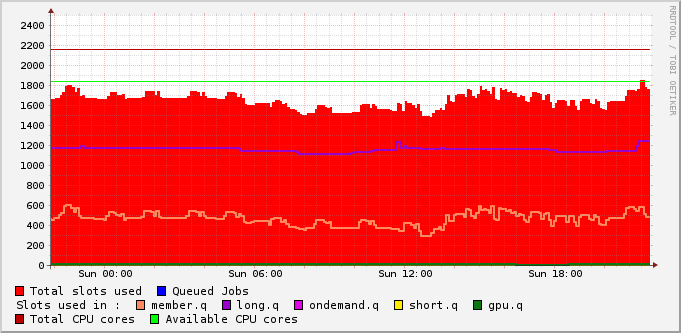 2400
2200
2000
1800
1600
1400
1200
1000
800
600
400
200
0
Sun 00:00 Sun 06:00 Sun 12:00 Sun 18:00
RRDTOOL / TOBI OETIKER
Total slots used Queued Jobs
Slots used in : member.q long.q ondemand.q short.q gpu.q
Total CPU cores Available CPU cores